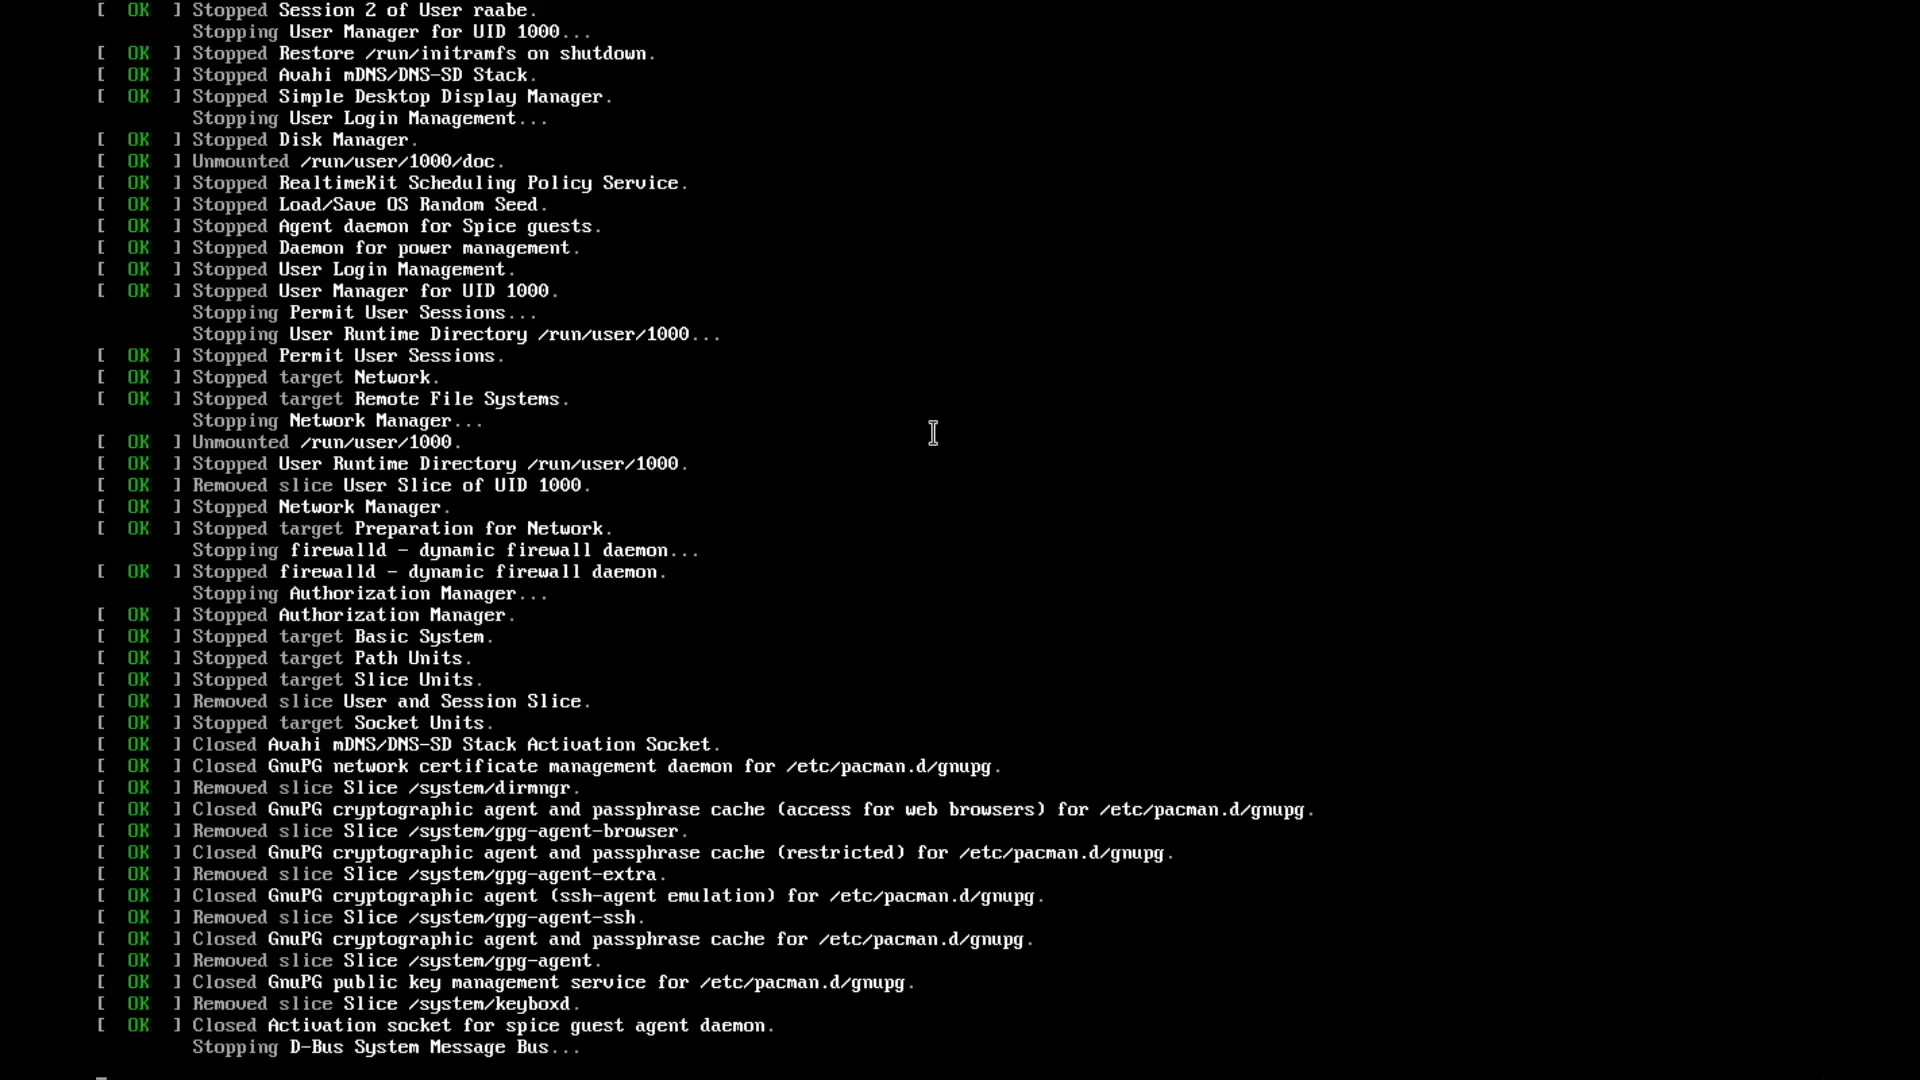 [  OK  ] Stopped Session 2 of User raabe.
         Stopping User Manager for UID 1000...
[  OK  ] Stopped Restore /run/initramfs on shutdown.
[  OK  ] Stopped Avahi mDNS/DNS-SD Stack.
[  OK  ] Stopped Simple Desktop Display Manager.
         Stopping User Login Management...
[  OK  ] Stopped Disk Manager.
[  OK  ] Unmounted /run/user/1000/doc.
[  OK  ] Stopped RealtimeKit Scheduling Policy Service.
[  OK  ] Stopped Load/Save OS Random Seed.
[  OK  ] Stopped Agent daemon for Spice guests.
[  OK  ] Stopped Daemon for power management.
[  OK  ] Stopped User Login Management.
[  OK  ] Stopped User Manager for UID 1000.
         Stopping Permit User Sessions...
         Stopping User Runtime Directory /run/user/1000...
[  OK  ] Stopped Permit User Sessions.
[  OK  ] Stopped target Network.
[  OK  ] Stopped target Remote File Systems.
         Stopping Network Manager...
[  OK  ] Unmounted /run/user/1000.
[  OK  ] Stopped User Runtime Directory /run/user/1000.
[  OK  ] Removed slice User Slice of UID 1000.
[  OK  ] Stopped Network Manager.
[  OK  ] Stopped target Preparation for Network.
         Stopping firewalld - dynamic firewall daemon...
[  OK  ] Stopped firewalld - dynamic firewall daemon.
         Stopping Authorization Manager...
[  OK  ] Stopped Authorization Manager.
[  OK  ] Stopped target Basic System.
[  OK  ] Stopped target Path Units.
[  OK  ] Stopped target Slice Units.
[  OK  ] Removed slice User and Session Slice.
[  OK  ] Stopped target Socket Units.
[  OK  ] Closed Avahi mDNS/DNS-SD Stack Activation Socket.
[  OK  ] Closed GnuPG network certificate management daemon for /etc/pacman.d/gnupg.
[  OK  ] Removed slice Slice /system/dirmngr.
[  OK  ] Closed GnuPG cryptographic agent and passphrase cache (access for web browsers) for /etc/pacman.d/gnupg.
[  OK  ] Removed slice Slice /system/gpg-agent-browser.
[  OK  ] Closed GnuPG cryptographic agent and passphrase cache (restricted) for /etc/pacman.d/gnupg.
[  OK  ] Removed slice Slice /system/gpg-agent-extra.
[  OK  ] Closed GnuPG cryptographic agent (ssh-agent emulation) for /etc/pacman.d/gnupg.
[  OK  ] Removed slice Slice /system/gpg-agent-ssh.
[  OK  ] Closed GnuPG cryptographic agent and passphrase cache for /etc/pacman.d/gnupg.
[  OK  ] Removed slice Slice /system/gpg-agent.
[  OK  ] Closed GnuPG public key management service for /etc/pacman.d/gnupg.
[  OK  ] Removed slice Slice /system/keyboxd.
[  OK  ] Closed Activation socket for spice guest agent daemon.
         Stopping D-Bus System Message Bus...